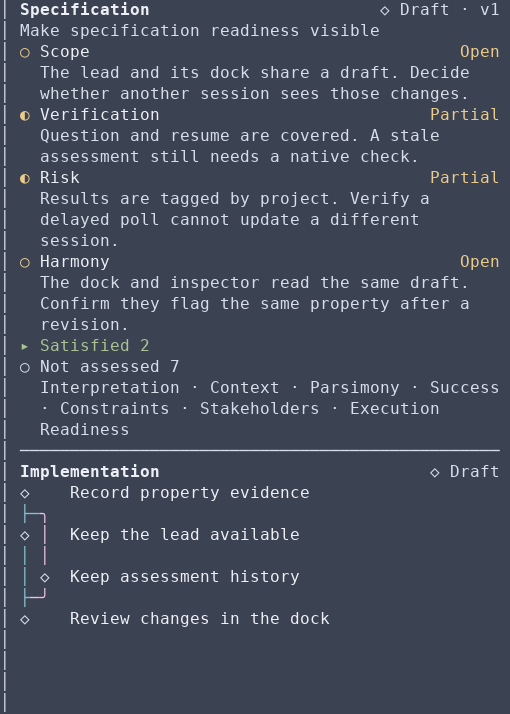 Specification ◇ Draft · v1
Make specification readiness visible
○ Scope Open
The lead and its dock share a draft. Decide
whether another session sees those changes.
◐ Verification Partial
Question and resume are covered. A stale
assessment still needs a native check.
◐ Risk Partial
Results are tagged by project. Verify a
delayed poll cannot update a different
session.
○ Harmony Open
The dock and inspector read the same draft.
Confirm they flag the same property after a
revision.
▸ Satisfied 2
○ Not assessed 7
Interpretation · Context · Parsimony · Success
· Constraints · Stakeholders · Execution
Readiness
Implementation ◇ Draft
◇ Record property evidence
◇ Keep the lead available
◇ Keep assessment history
◇ Review changes in the dock